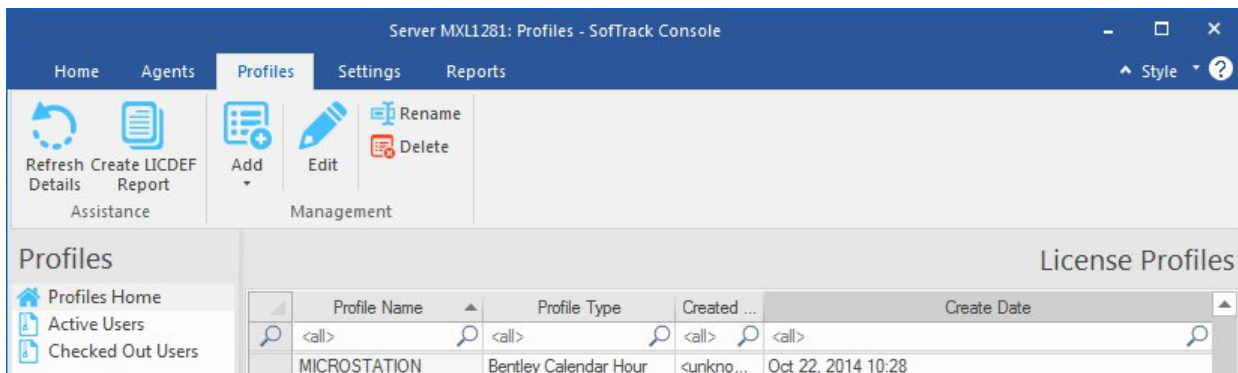 Server MXL1281: Profiles - SofTrack Console
Home Agents Profiles Settings Reports Style ?
Refresh Details
Create LICDEF Report
Add
Edit
Rename
Delete
Assistance Management
Profiles
License Profiles
Profiles Home
Active Users
Checked Out Users
Profile Name Profile Type Created ... Create Date
<all> <all> <all> <all>
MICROSTATION Bentley Calendar Hour <unkno... Oct 22, 2014 10:28